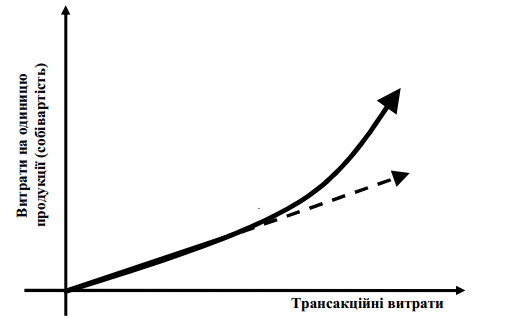 Витрати на одиницю
продукції (собівартість)
Трансакційні витрати